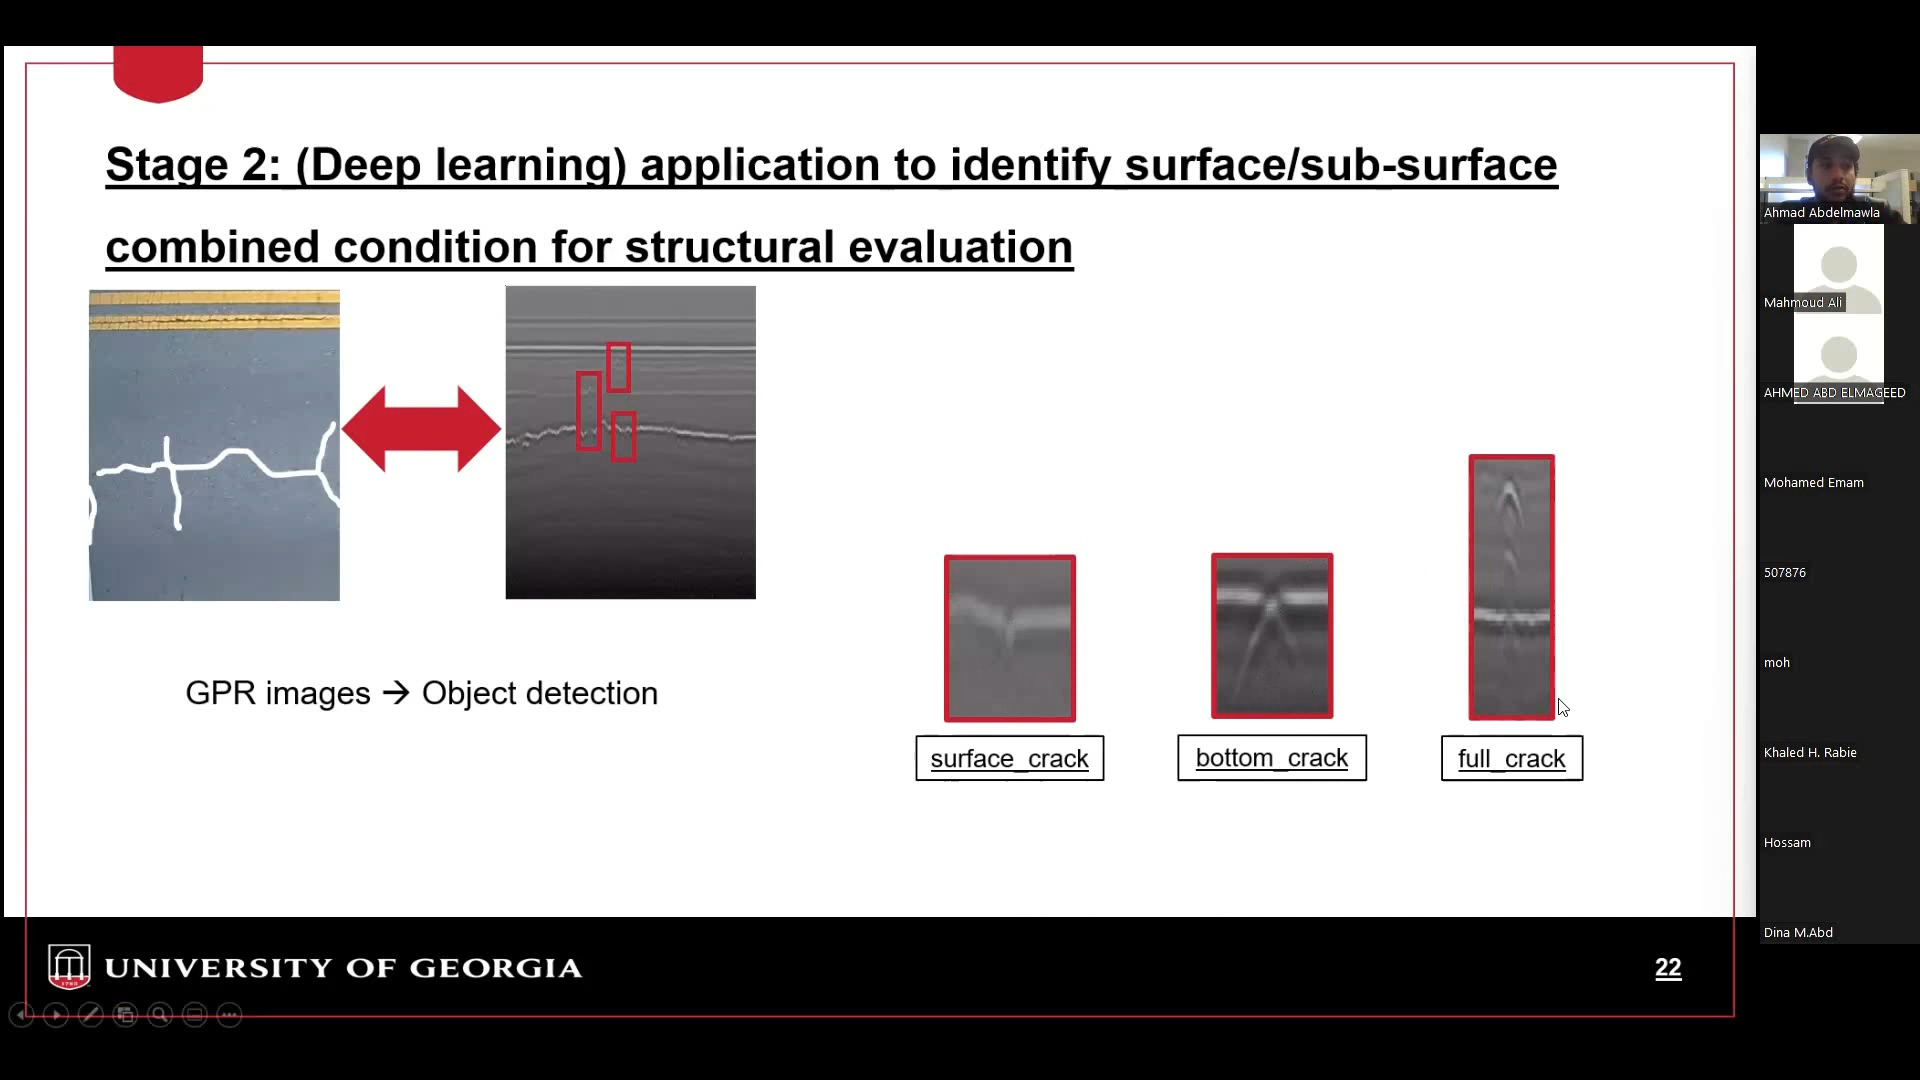 Stage 2: (Deep learning) application to identify surface/sub-surface
combined condition for structural evaluation
GPR images → Object detection
surface_crack
bottom_crack
full_crack
UNIVERSITY OF GEORGIA
1785
22
Ahmad Abdelmawla
Mahmoud Ali
AHMED ABD ELMAGEED
Mohamed Emam
507876
moh
Khaled H. Rabie
Hossam
Dina M.Abd